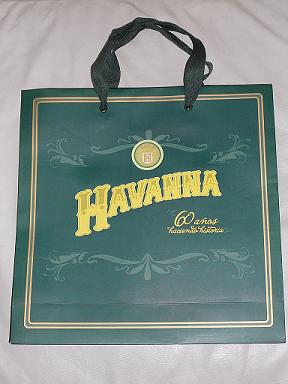 H
HAVANNA
60 años
haciendo historia